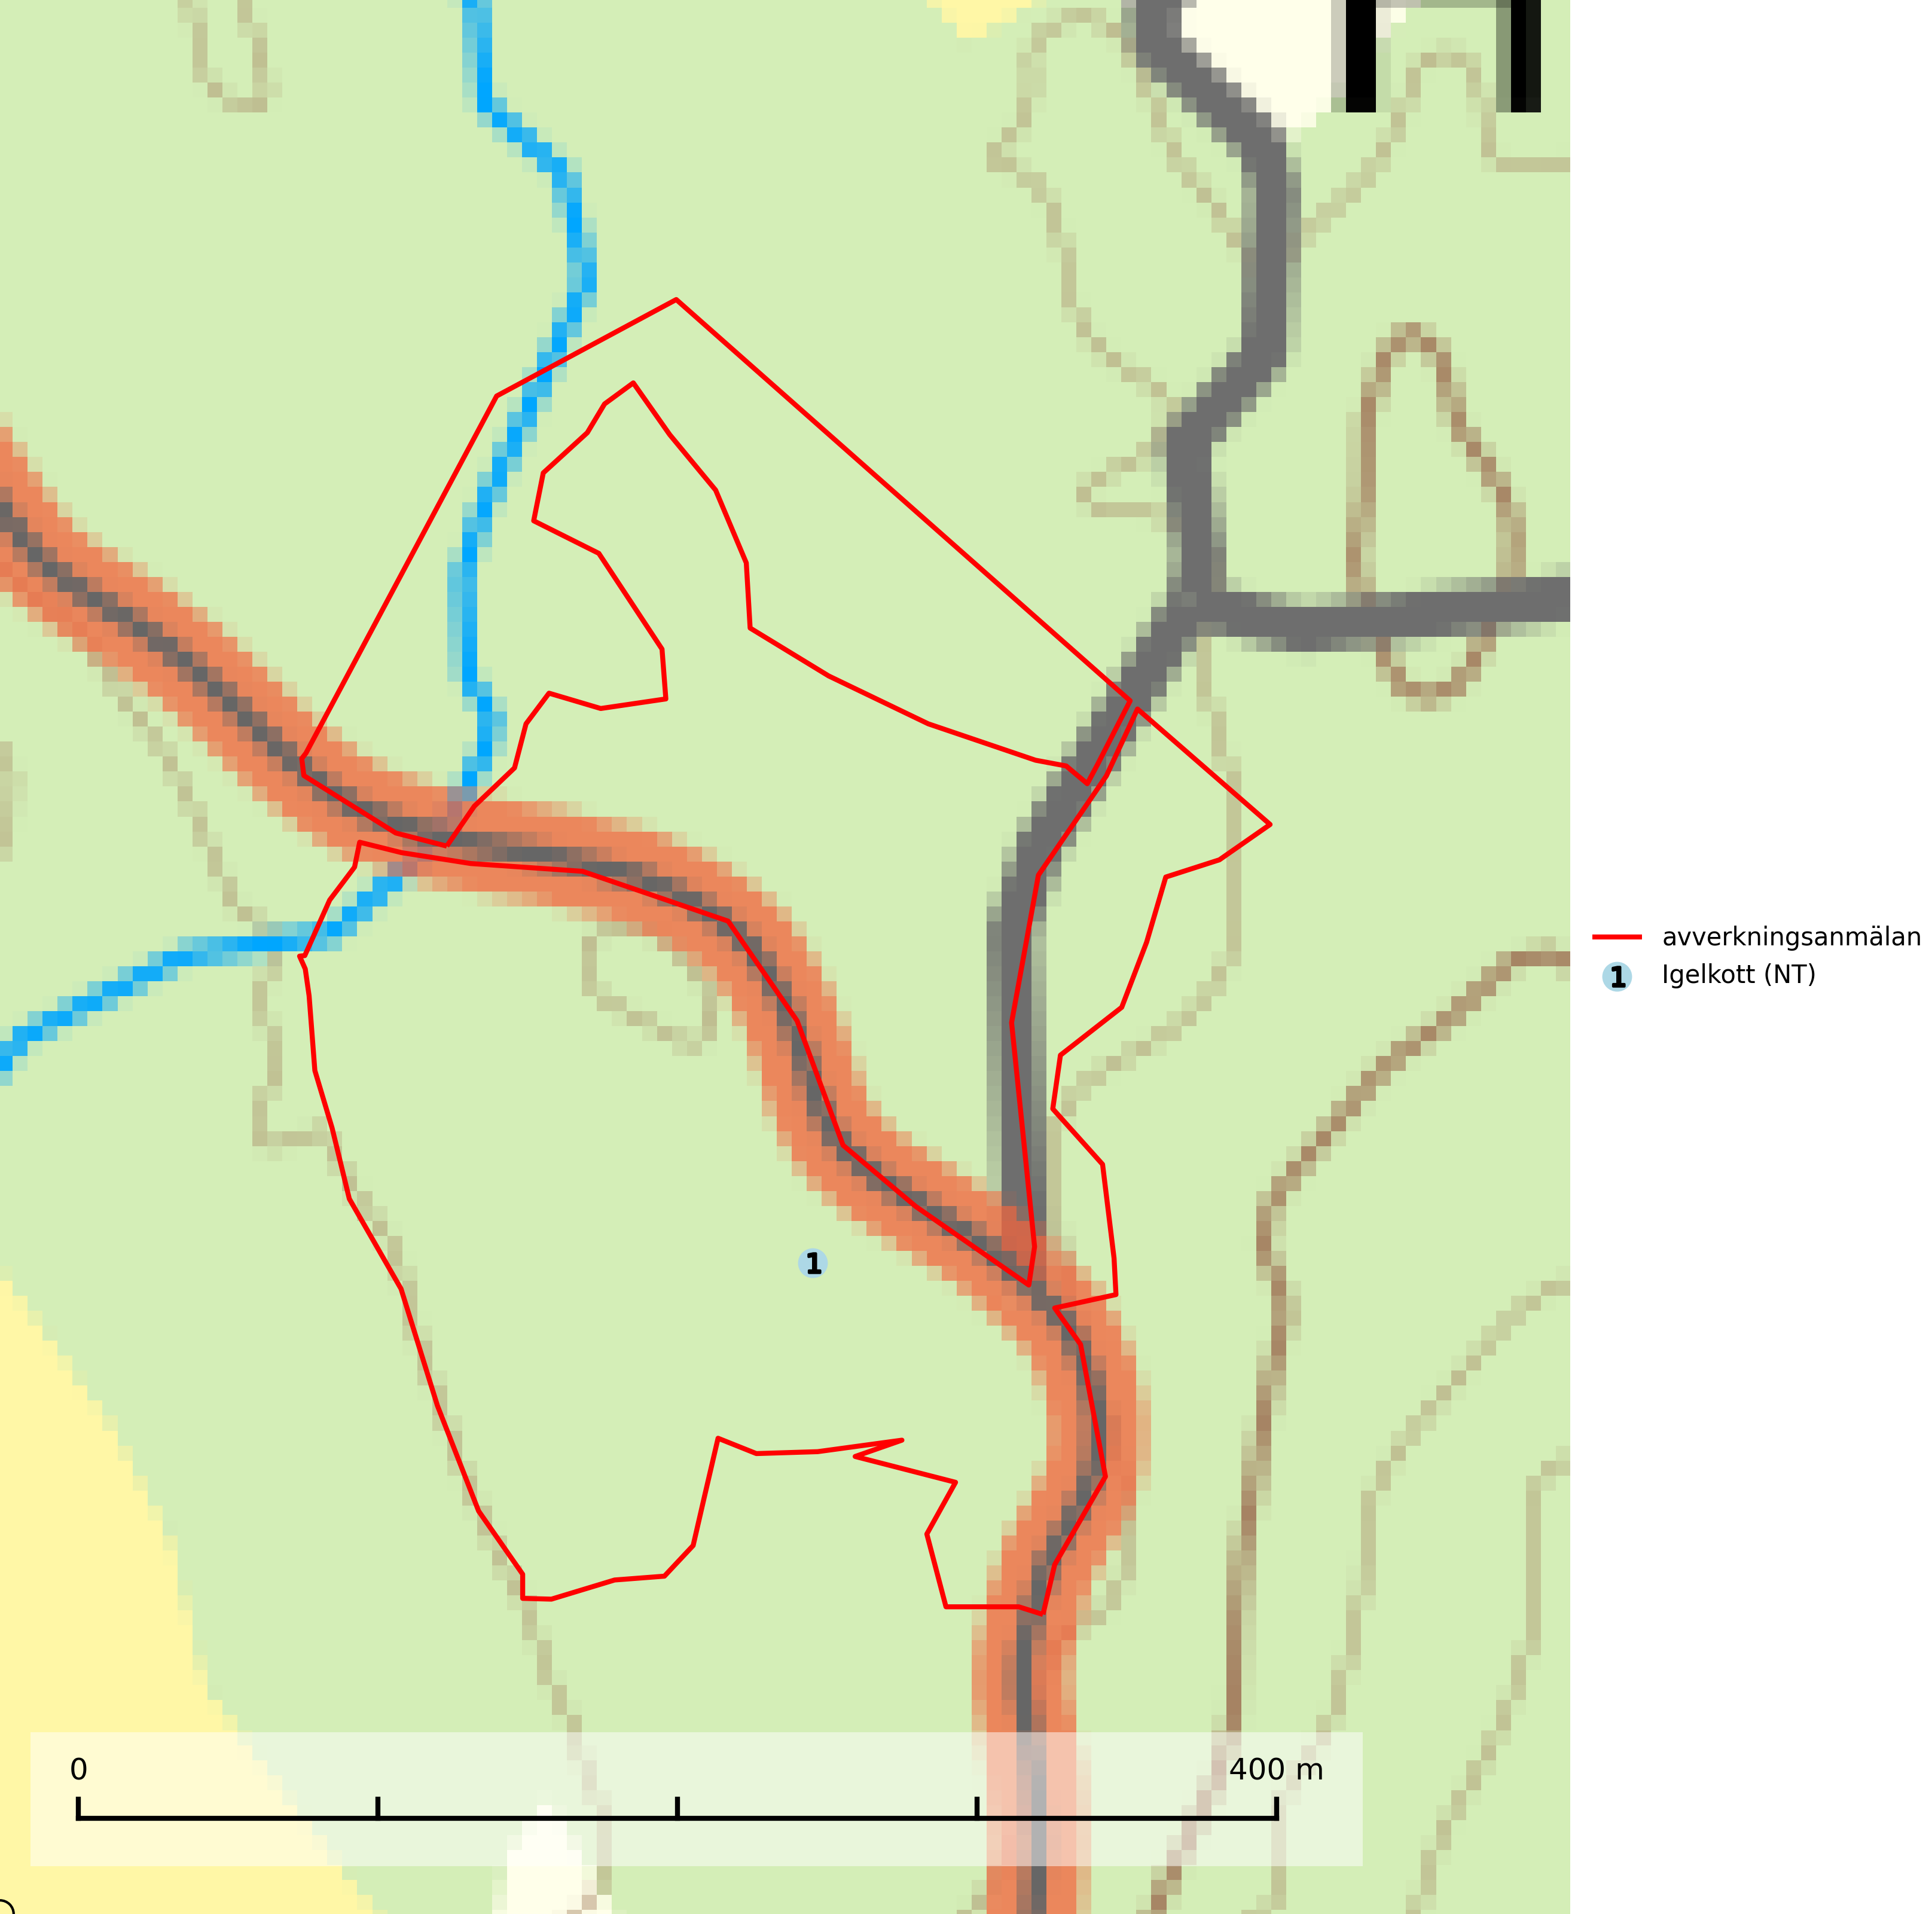 avverkningsanmälan
1 Igelkott (NT)
1
0 400 m